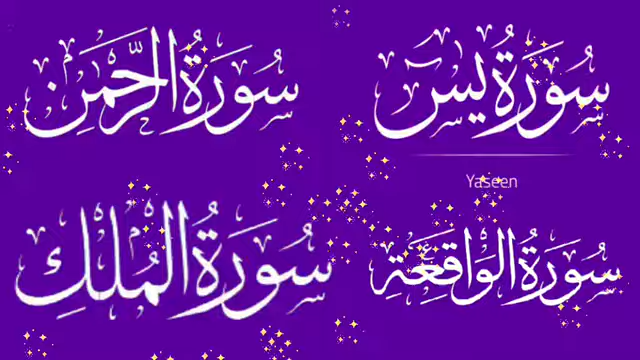 سُورَةُ يسٓ
Yaseen
سُورَةُ الرَّحْمٰن
سُورَةُ الوَاقِعَةِ
سُورَةُ المُلْكِ